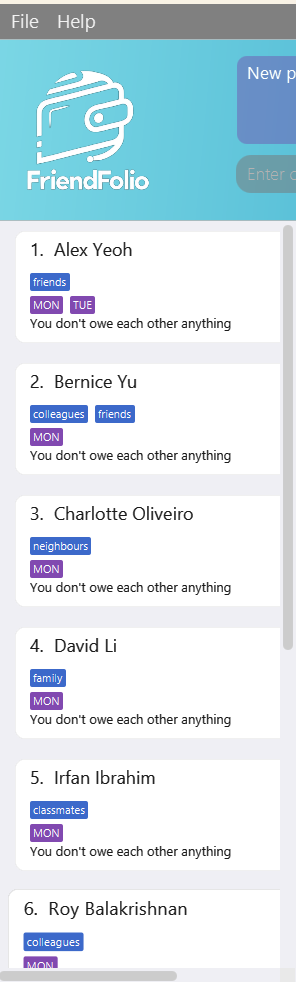 File Help
New p
Enter
FriendFolio
1. Alex Yeoh
friends
MON TUE
You don't owe each other anything
2. Bernice Yu
colleagues friends
MON
You don't owe each other anything
3. Charlotte Oliveiro
neighbours
MON
You don't owe each other anything
4. David Li
family
MON
You don't owe each other anything
5. Irfan Ibrahim
classmates
MON
You don't owe each other anything
6. Roy Balakrishnan
colleagues
MON